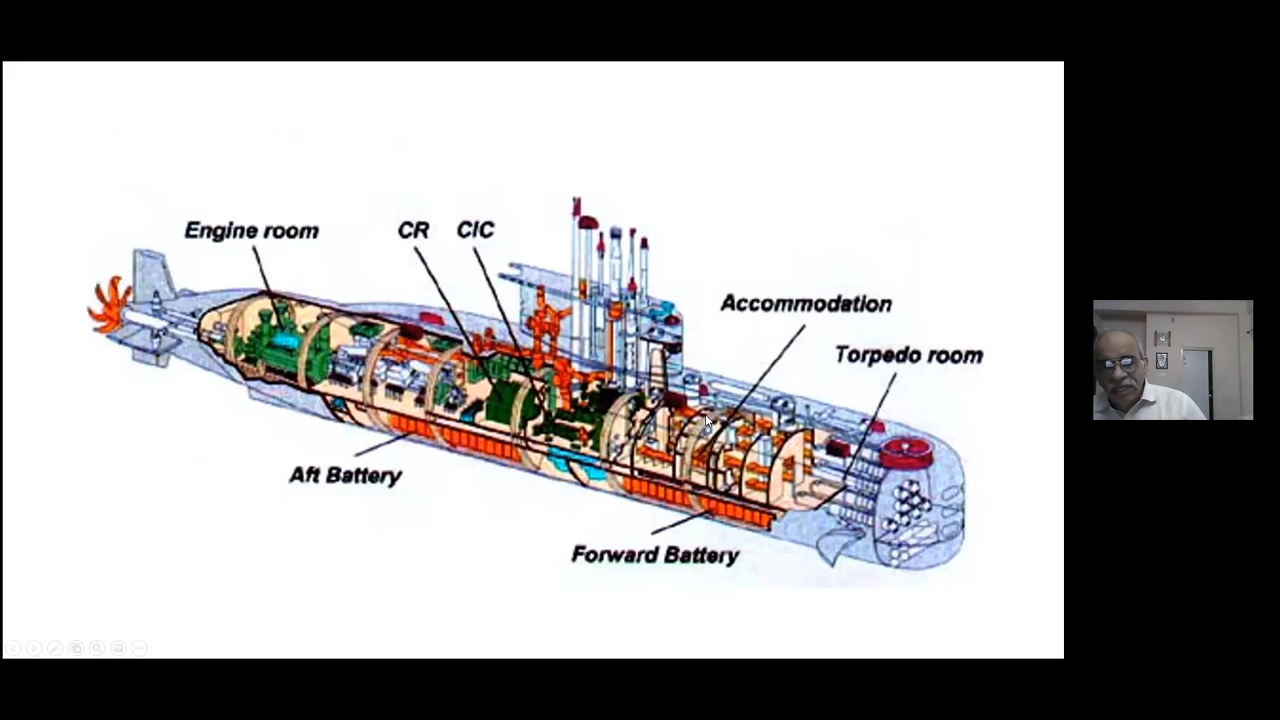 Engine room
CR
CIC
Accommodation
Torpedo room
Aft Battery
Forward Battery